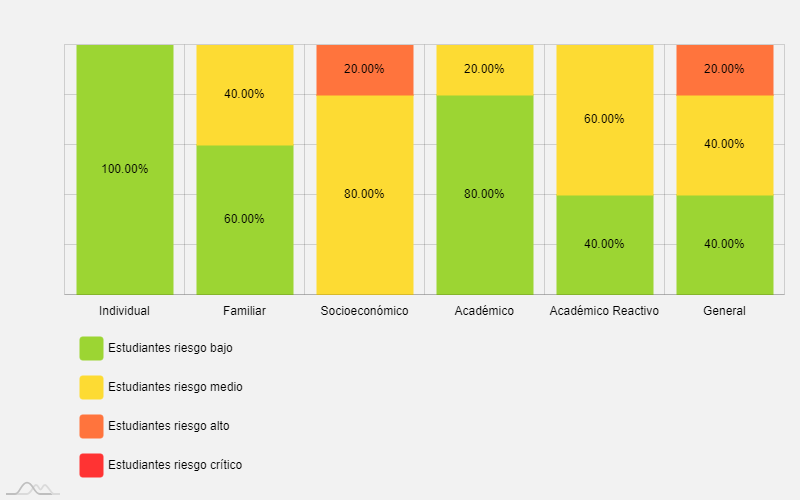 20.00% 20.00% 20.00%
40.00%
60.00%
40.00%
100.00%
80.00% 80.00%
60.00%
40.00% 40.00%
Individual Familiar Socioeconómico Académico Académico Reactivo General
Estudiantes riesgo bajo
Estudiantes riesgo medio
Estudiantes riesgo alto
Estudiantes riesgo crítico